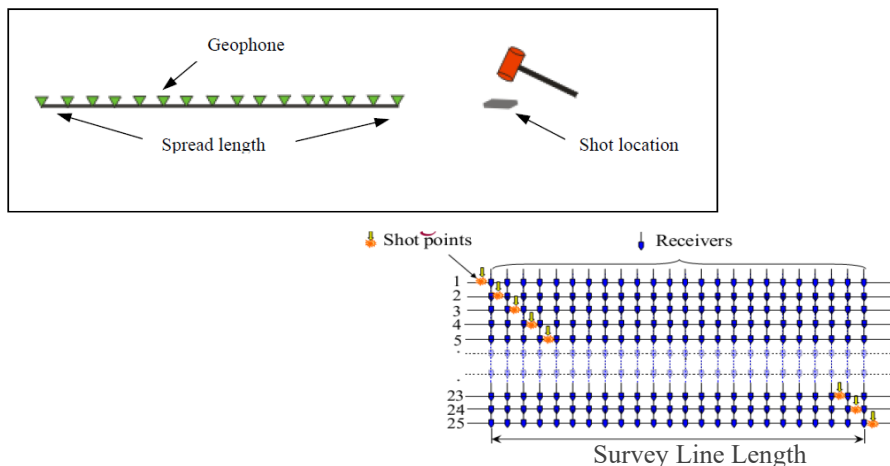 Geophone
Spread length
Shot location
Shot points
Receivers
1
2
3
4
5
.
.
23
24
25
Survey Line Length